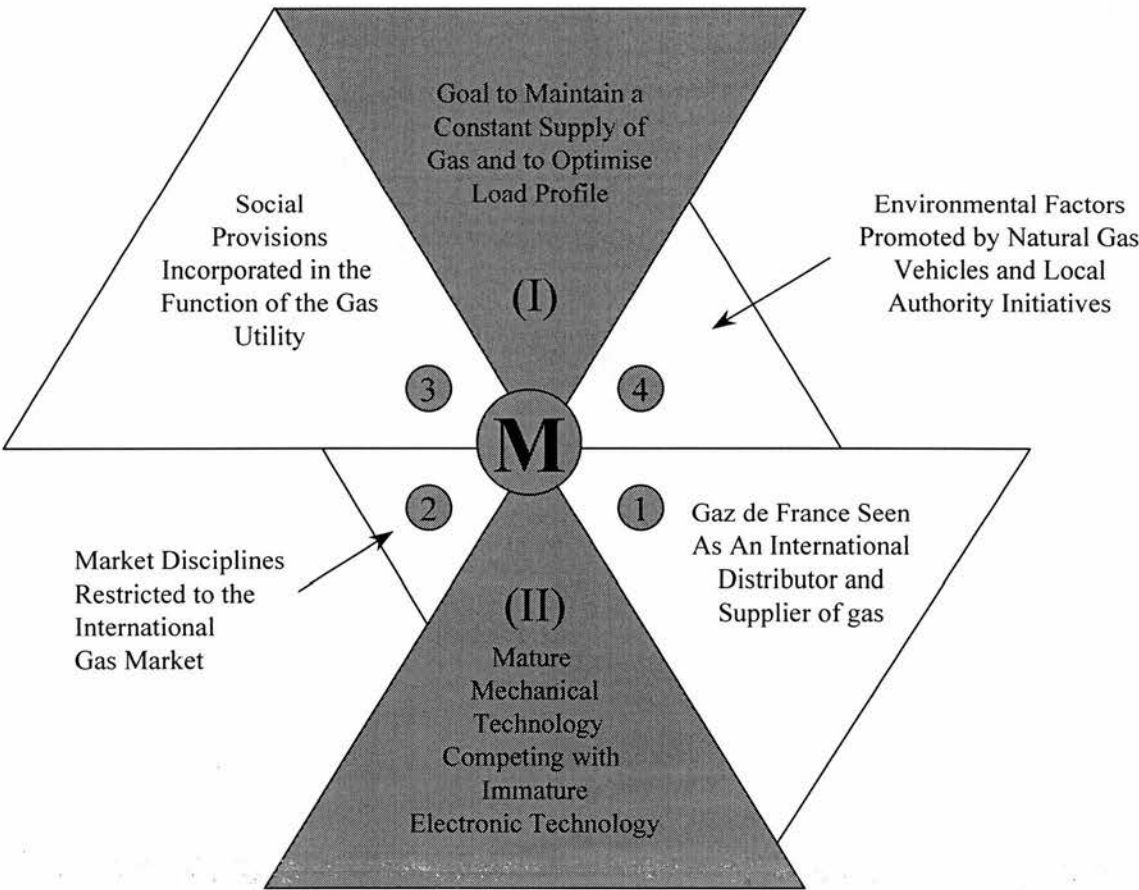 Goal to Maintain a
Constant Supply of
Gas and to Optimise
Load Profile
(I)
Social
Provisions
Incorporated in the
Function of the Gas
Utility
Environmental Factors
Promoted by Natural Gas
Vehicles and Local
Authority Initiatives
3
4
M
2
1
Market Disciplines
Restricted to the
International
Gas Market
Gaz de France Seen
As An International
Distributor and
Supplier of gas
(II)
Mature
Mechanical
Technology
Competing with
Immature
Electronic Technology